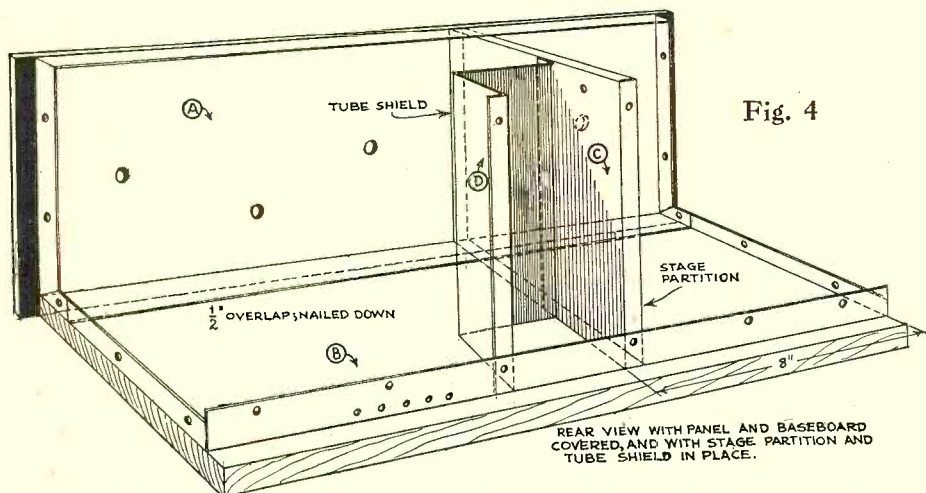 Fig. 4
A
TUBE SHIELD
C
D
STAGE
PARTITION
1/2" OVERLAP; NAILED DOWN
B
8"
REAR VIEW WITH PANEL AND BASEBOARD
COVERED, AND WITH STAGE PARTITION AND
TUBE SHIELD IN PLACE.